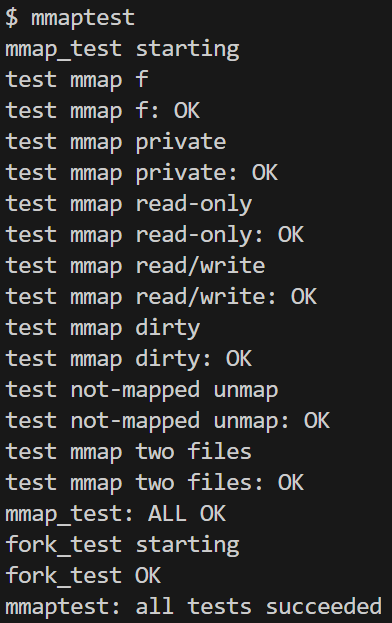 $ mmaptest
mmap_test starting
test mmap f
test mmap f: OK
test mmap private
test mmap private: OK
test mmap read-only
test mmap read-only: OK
test mmap read/write
test mmap read/write: OK
test mmap dirty
test mmap dirty: OK
test not-mapped unmap
test not-mapped unmap: OK
test mmap two files
test mmap two files: OK
mmap_test: ALL OK
fork_test starting
fork_test OK
mmaptest: all tests succeeded